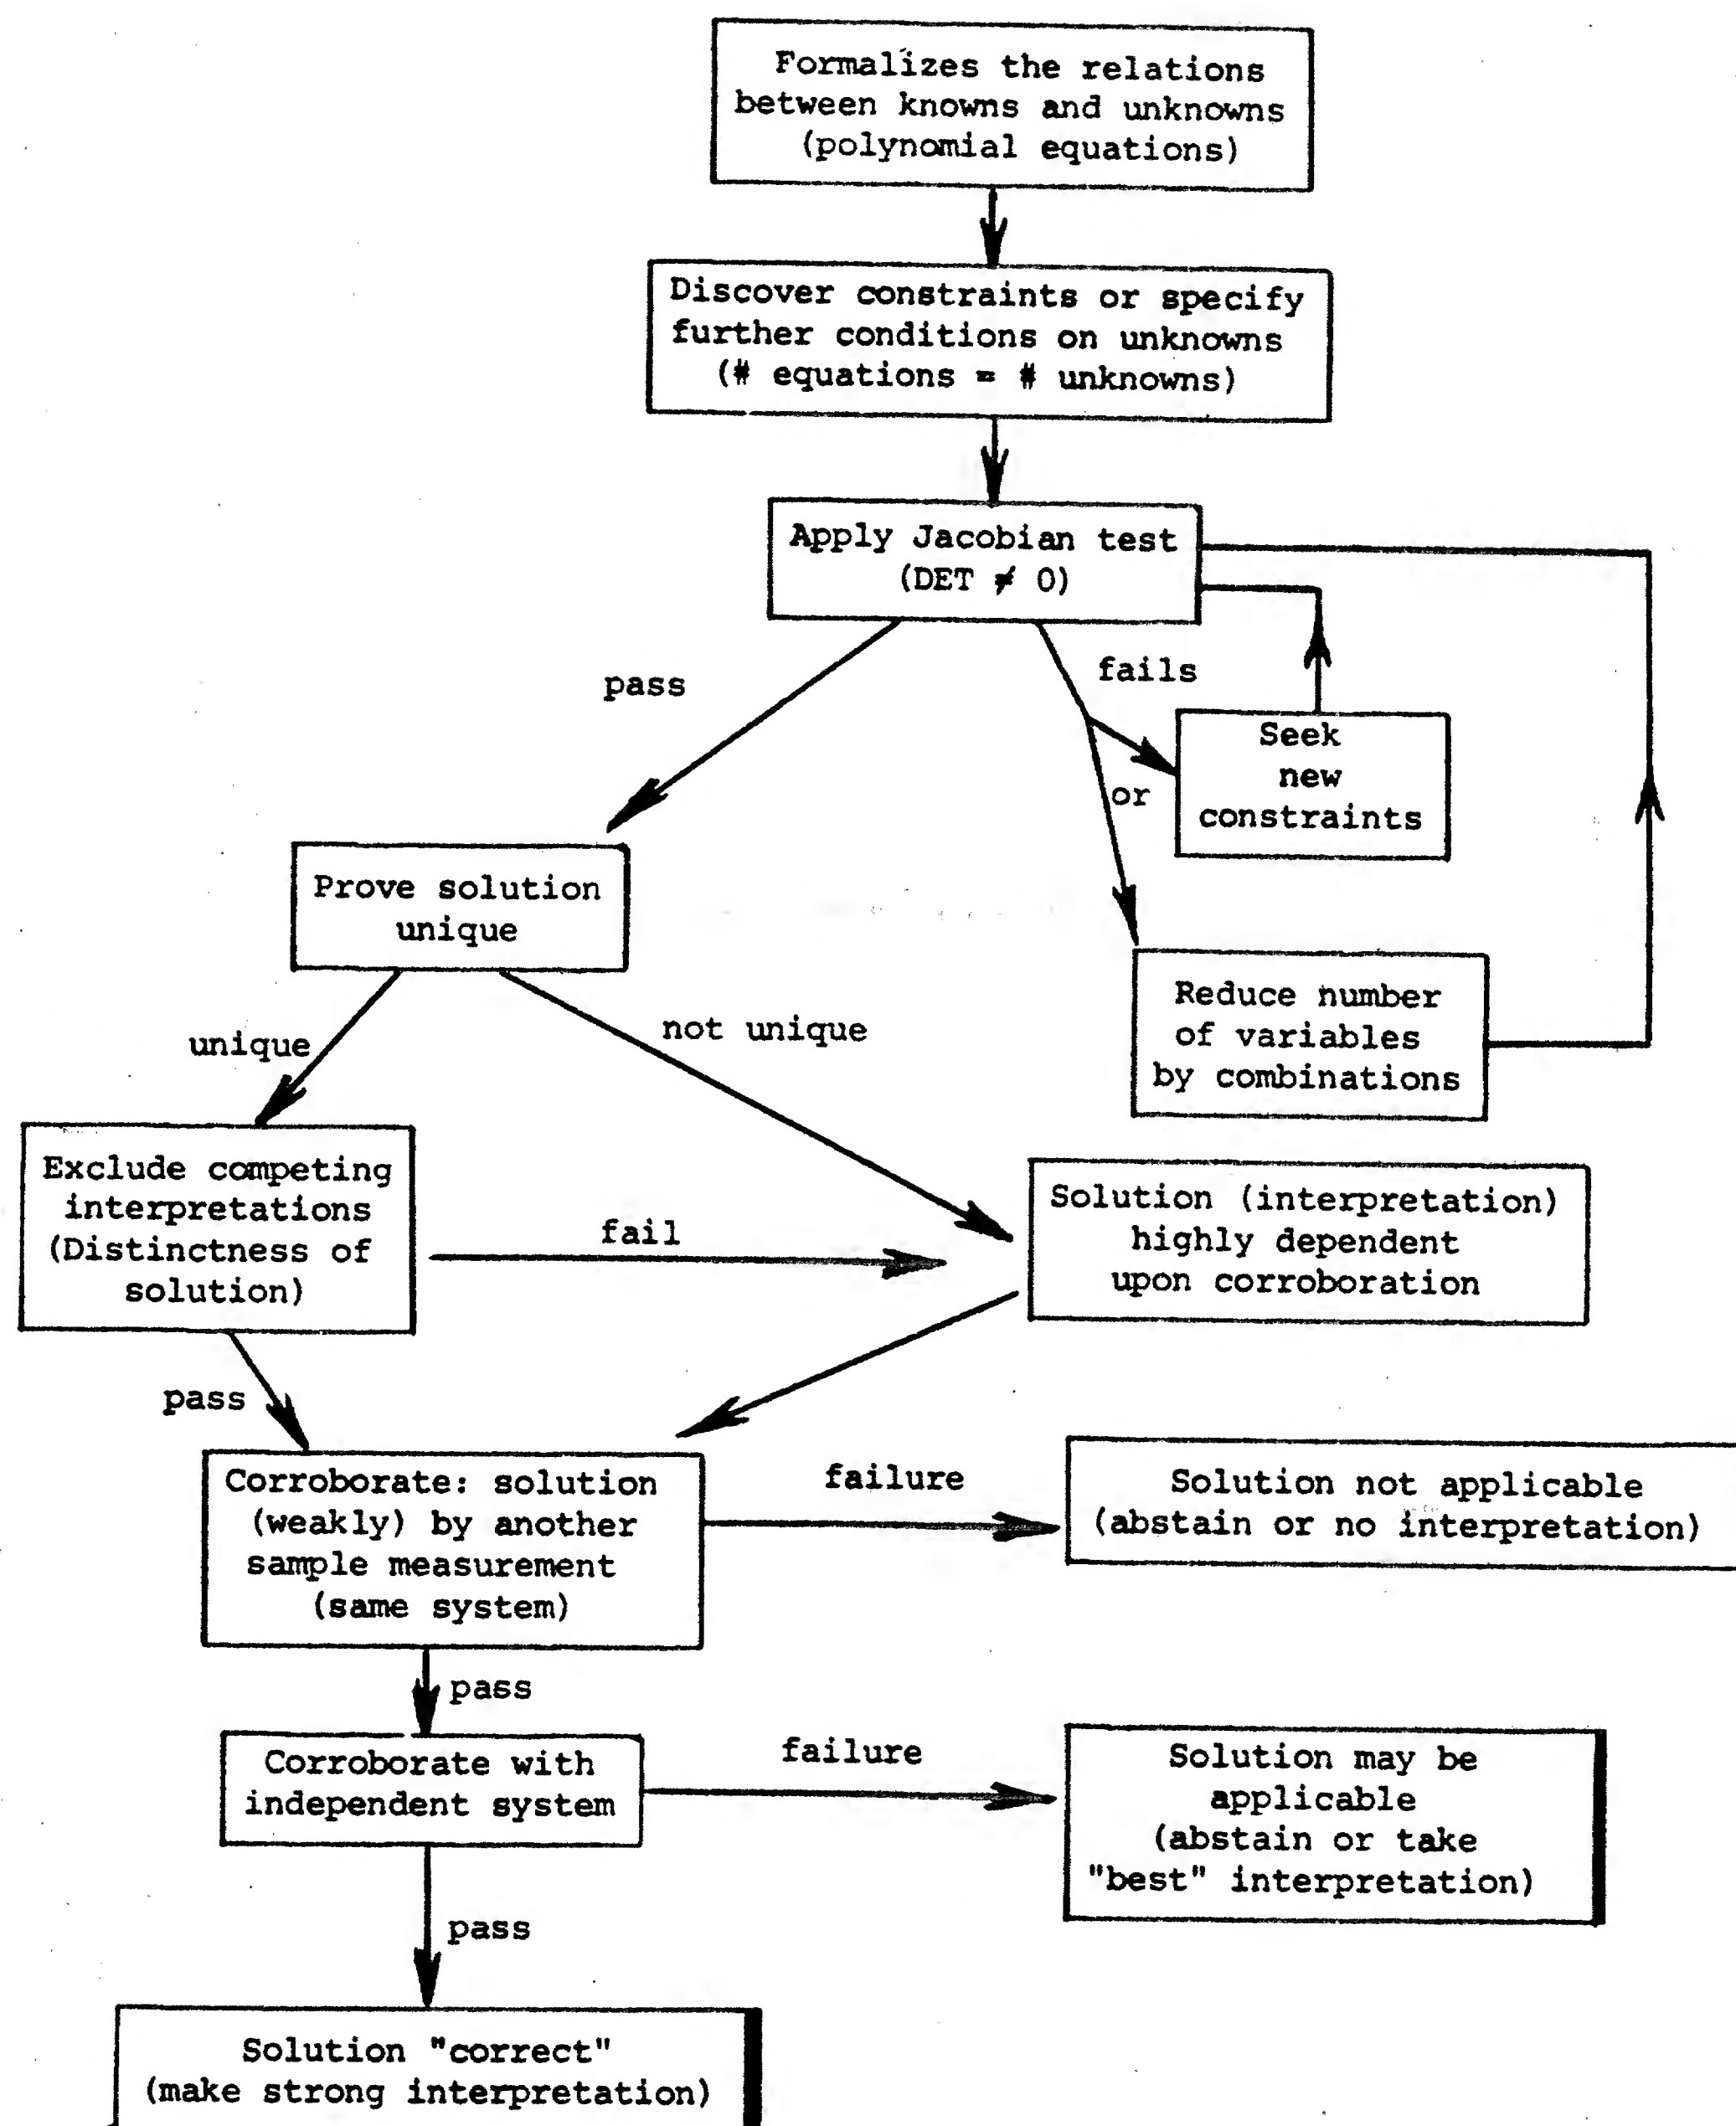 Formalizes the relations
between knowns and unknowns
(polynomial equations)
Discover constraints or specify
further conditions on unknowns
(# equations = # unknowns)
Apply Jacobian test
(DET ≠ 0)
pass
fails
or
Seek
new
constraints
Prove solution
unique
Reduce number
of variables
by combinations
unique
not unique
Exclude competing
interpretations
(Distinctness of
solution)
fail
Solution (interpretation)
highly dependent
upon corroboration
pass
Corroborate: solution
(weakly) by another
sample measurement
(same system)
failure
Solution not applicable
(abstain or no interpretation)
pass
Corroborate with
independent system
failure
Solution may be
applicable
(abstain or take
"best" interpretation)
pass
Solution "correct"
(make strong interpretation)